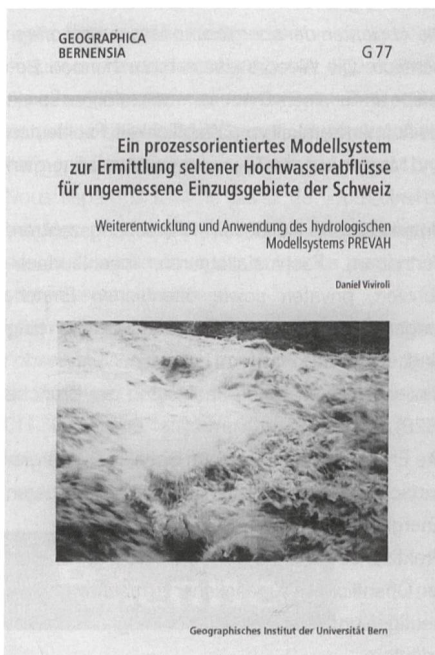 GEOGRAPHICA
BERNENSIA
G 77
Ein prozessorientiertes Modellsystem
zur Ermittlung seltener Hochwasserabflüsse
für ungemessene Einzugsgebiete der Schweiz
Weiterentwicklung und Anwendung des hydrologischen
Modellsystems PREVAH
Daniel Viviroli
Geographisches Institut der Universität Bern